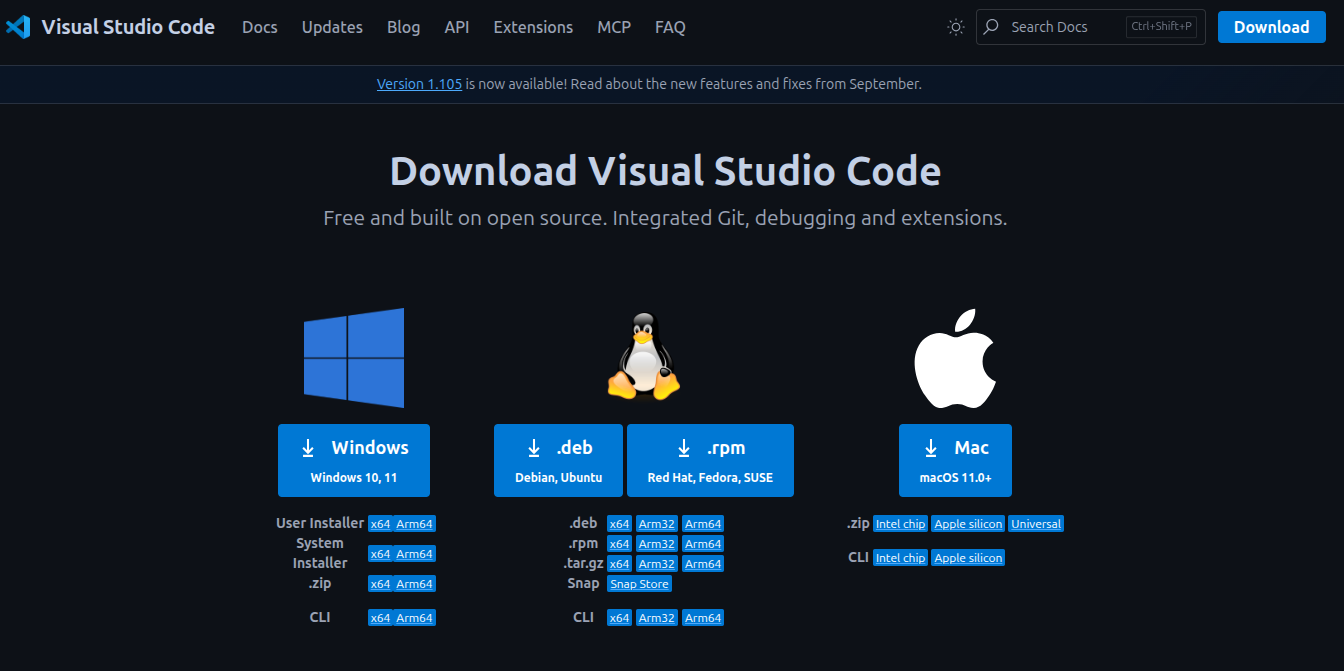 Visual Studio Code Docs Updates Blog API Extensions MCP FAQ Search Docs Ctrl+Shift+P Download
Version 1.105 is now available! Read about the new features and fixes from September.
Download Visual Studio Code
Free and built on open source. Integrated Git, debugging and extensions.
Windows
Windows 10, 11
User Installer x64 Arm64
System Installer x64 Arm64
.zip x64 Arm64
CLI x64 Arm64
.deb
Debian, Ubuntu
.rpm
Red Hat, Fedora, SUSE
.deb x64 Arm32 Arm64
.rpm x64 Arm32 Arm64
.tar.gz x64 Arm32 Arm64
Snap Snap Store
CLI x64 Arm32 Arm64
Mac
macOS 11.0+
.zip Intel chip Apple silicon Universal
CLI Intel chip Apple silicon